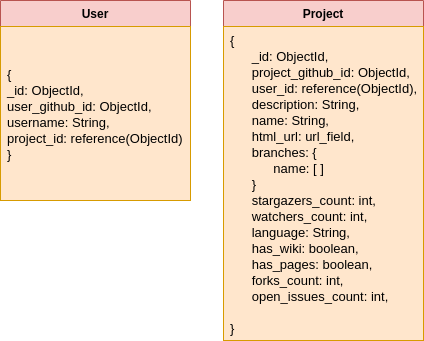 User
{
_id: ObjectId,
user_github_id: ObjectId,
username: String,
project_id: reference(ObjectId)
}
Project
{
_id: ObjectId,
project_github_id: ObjectId,
user_id: reference(ObjectId),
description: String,
name: String,
html_url: url_field,
branches: {
name: [ ]
}
stargazers_count: int,
watchers_count: int,
language: String,
has_wiki: boolean,
has_pages: boolean,
forks_count: int,
open_issues_count: int,
}